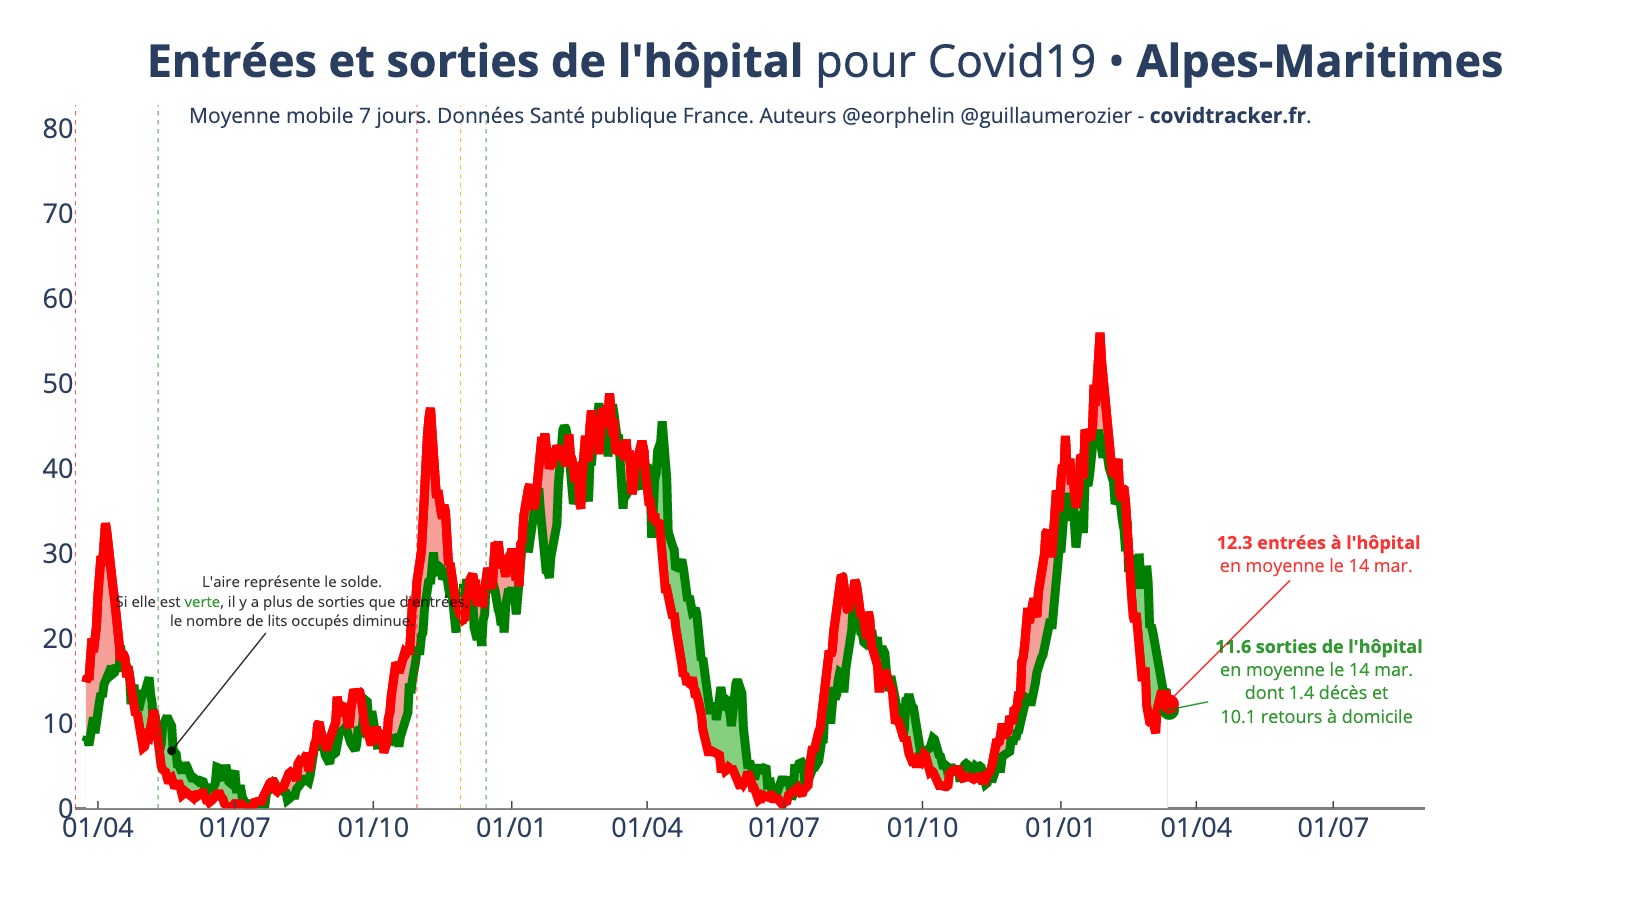 Entrées et sorties de l'hôpital pour Covid19 • Alpes-Maritimes
Moyenne mobile 7 jours. Données Santé publique France. Auteurs @eorphelin @guillaumerozier - covidtracker.fr.
80
70
60
50
40
30
20
10
0
L'aire représente le solde.
Si elle est verte, il y a plus de sorties que d'entrées,
le nombre de lits occupés diminue.
12.3 entrées à l'hôpital
en moyenne le 14 mar.
11.6 sorties de l'hôpital
en moyenne le 14 mar.
dont 1.4 décès et
10.1 retours à domicile
01/04 01/07 01/10 01/01 01/04 01/07 01/10 01/01 01/04 01/07